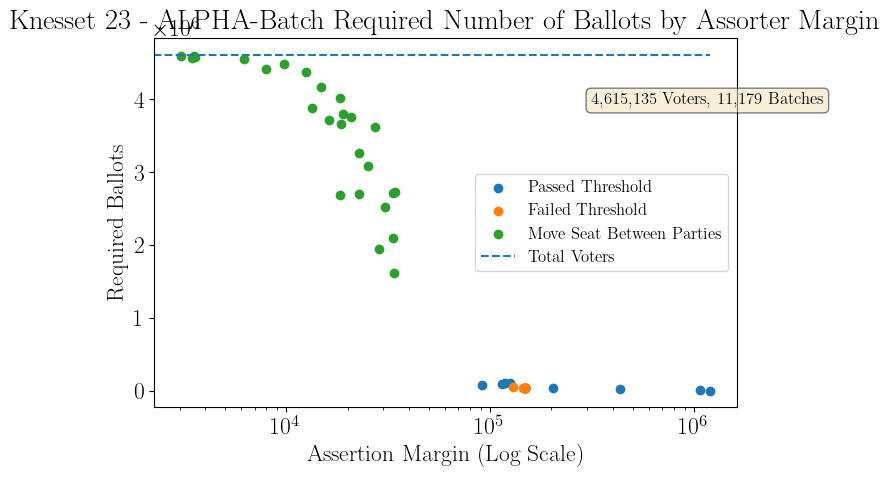 Knesset 23 - ALPHA-Batch Required Number of Ballots by Assorter Margin
×10⁶
4,615,135 Voters, 11,179 Batches
4
3
2
1
0
Required Ballots
Passed Threshold
Failed Threshold
Move Seat Between Parties
Total Voters
10⁴ 10⁵ 10⁶
Assertion Margin (Log Scale)